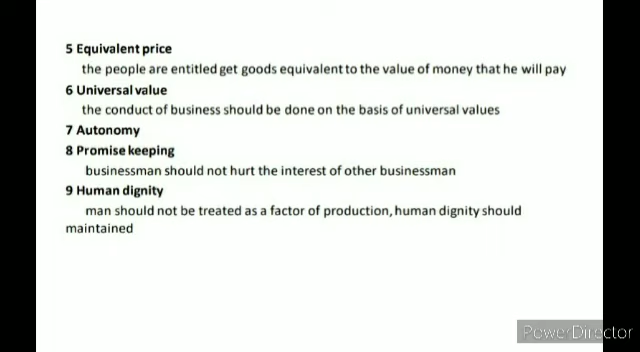 5 Equivalent price
the people are entitled get goods equivalent to the value of money that he will pay
6 Universal value
the conduct of business should be done on the basis of universal values
7 Autonomy
8 Promise keeping
businessman should not hurt the interest of other businessman
9 Human dignity
man should not be treated as a factor of production, human dignity should
maintained
PowerDirector